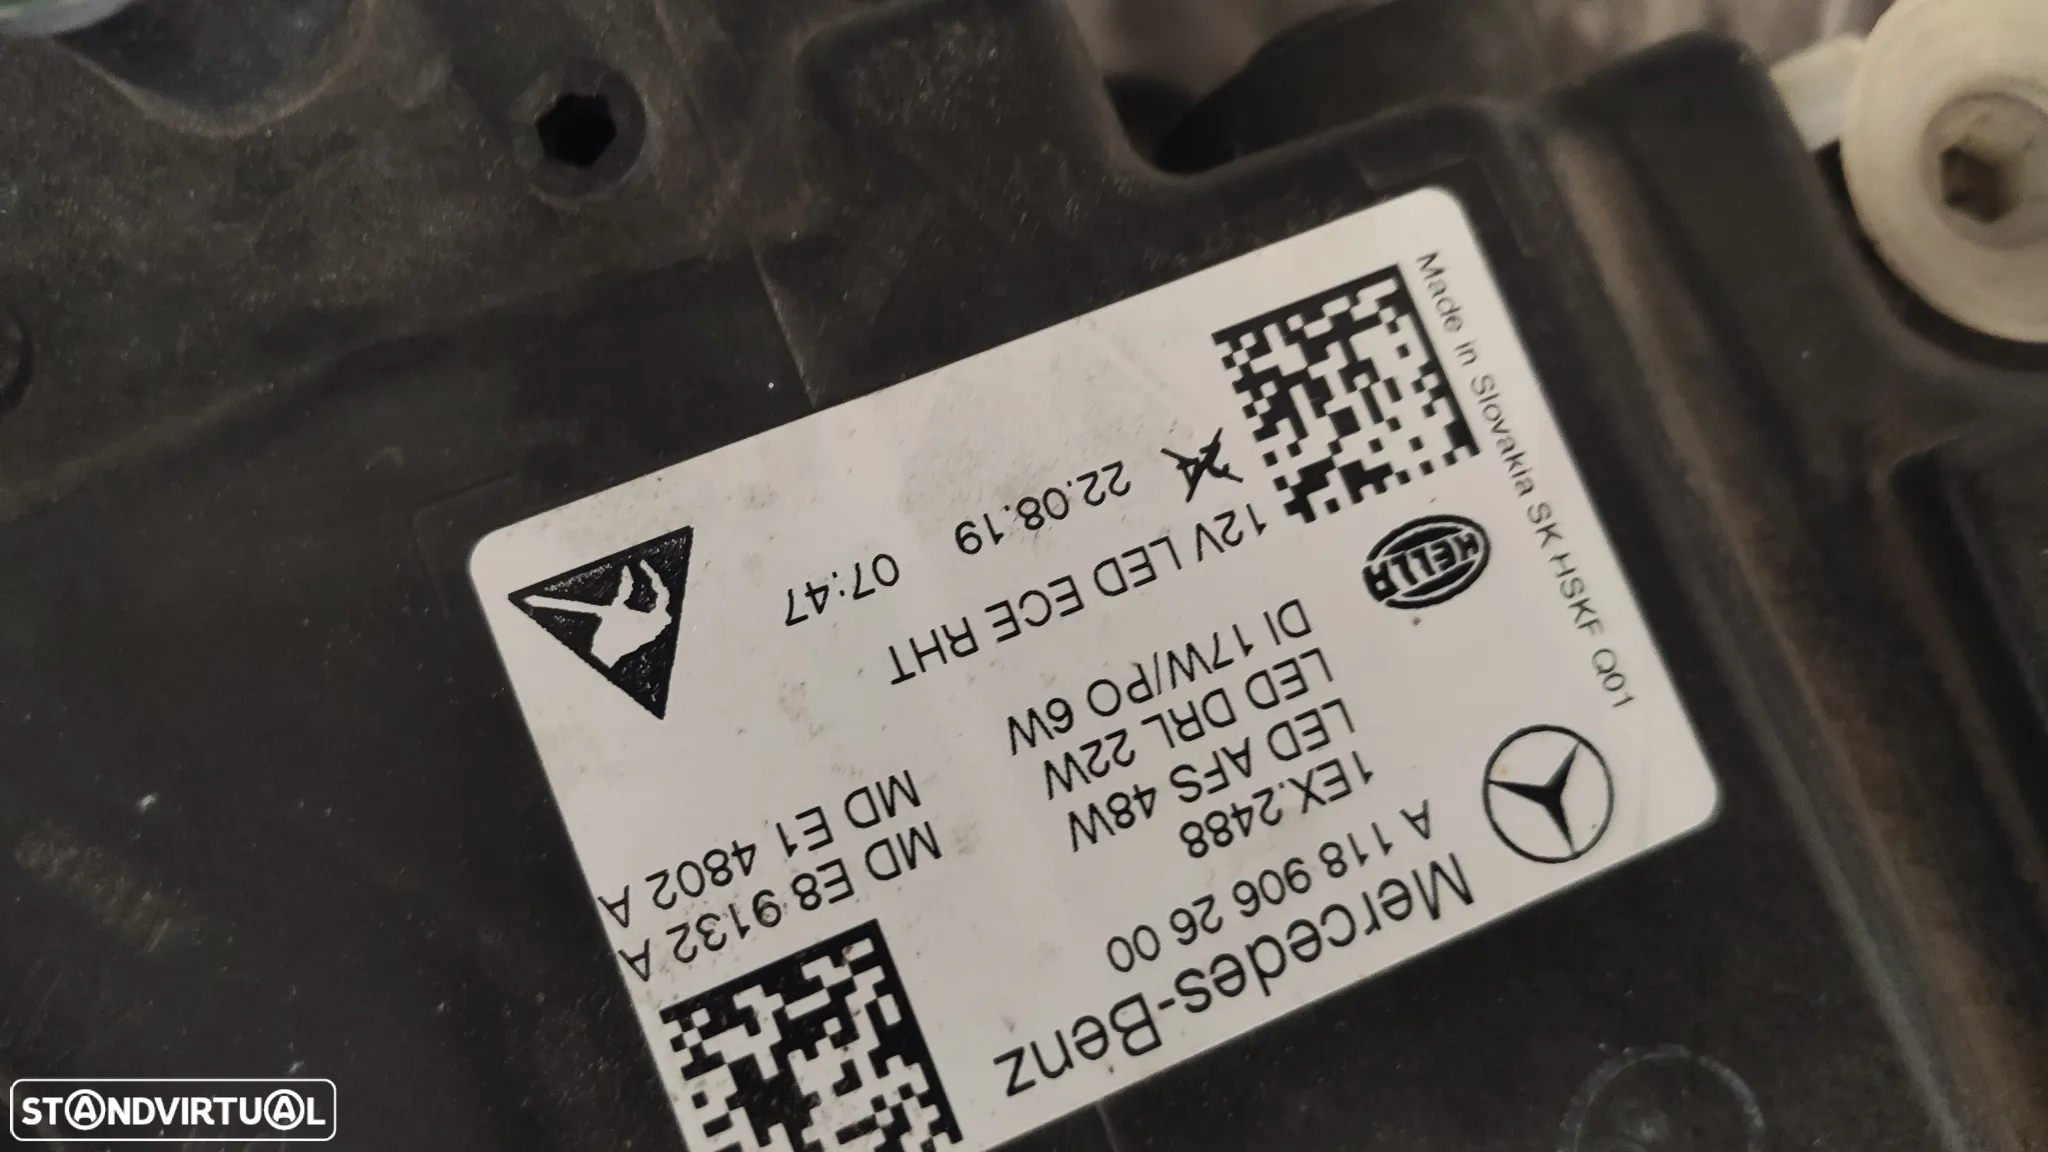 Mercedes-Benz
A 118 906 26 00
1EX.2488
LED AFS 48W
LED DRL 22W
DI 17W/PO 6W
MD E8 9132 A
MD E1 4802 A
HELLA
12V LED ECE RHT
22.08.19 07:47
Made in Slovakia SK HSKF Q01
STANDVIRTUAL